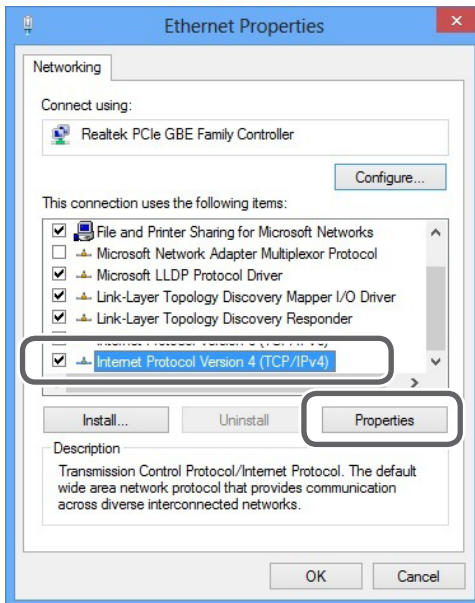 Ethernet Properties
Networking
Connect using:
Realtek PCIe GBE Family Controller
Configure...
This connection uses the following items:
File and Printer Sharing for Microsoft Networks
Microsoft Network Adapter Multiplexor Protocol
Microsoft LLDP Protocol Driver
Link-Layer Topology Discovery Mapper I/O Driver
Link-Layer Topology Discovery Responder
Internet Protocol Version 4 (TCP/IPv4)
Install...
Uninstall
Properties
Description
Transmission Control Protocol/Internet Protocol. The default
wide area network protocol that provides communication
across diverse interconnected networks.
OK
Cancel